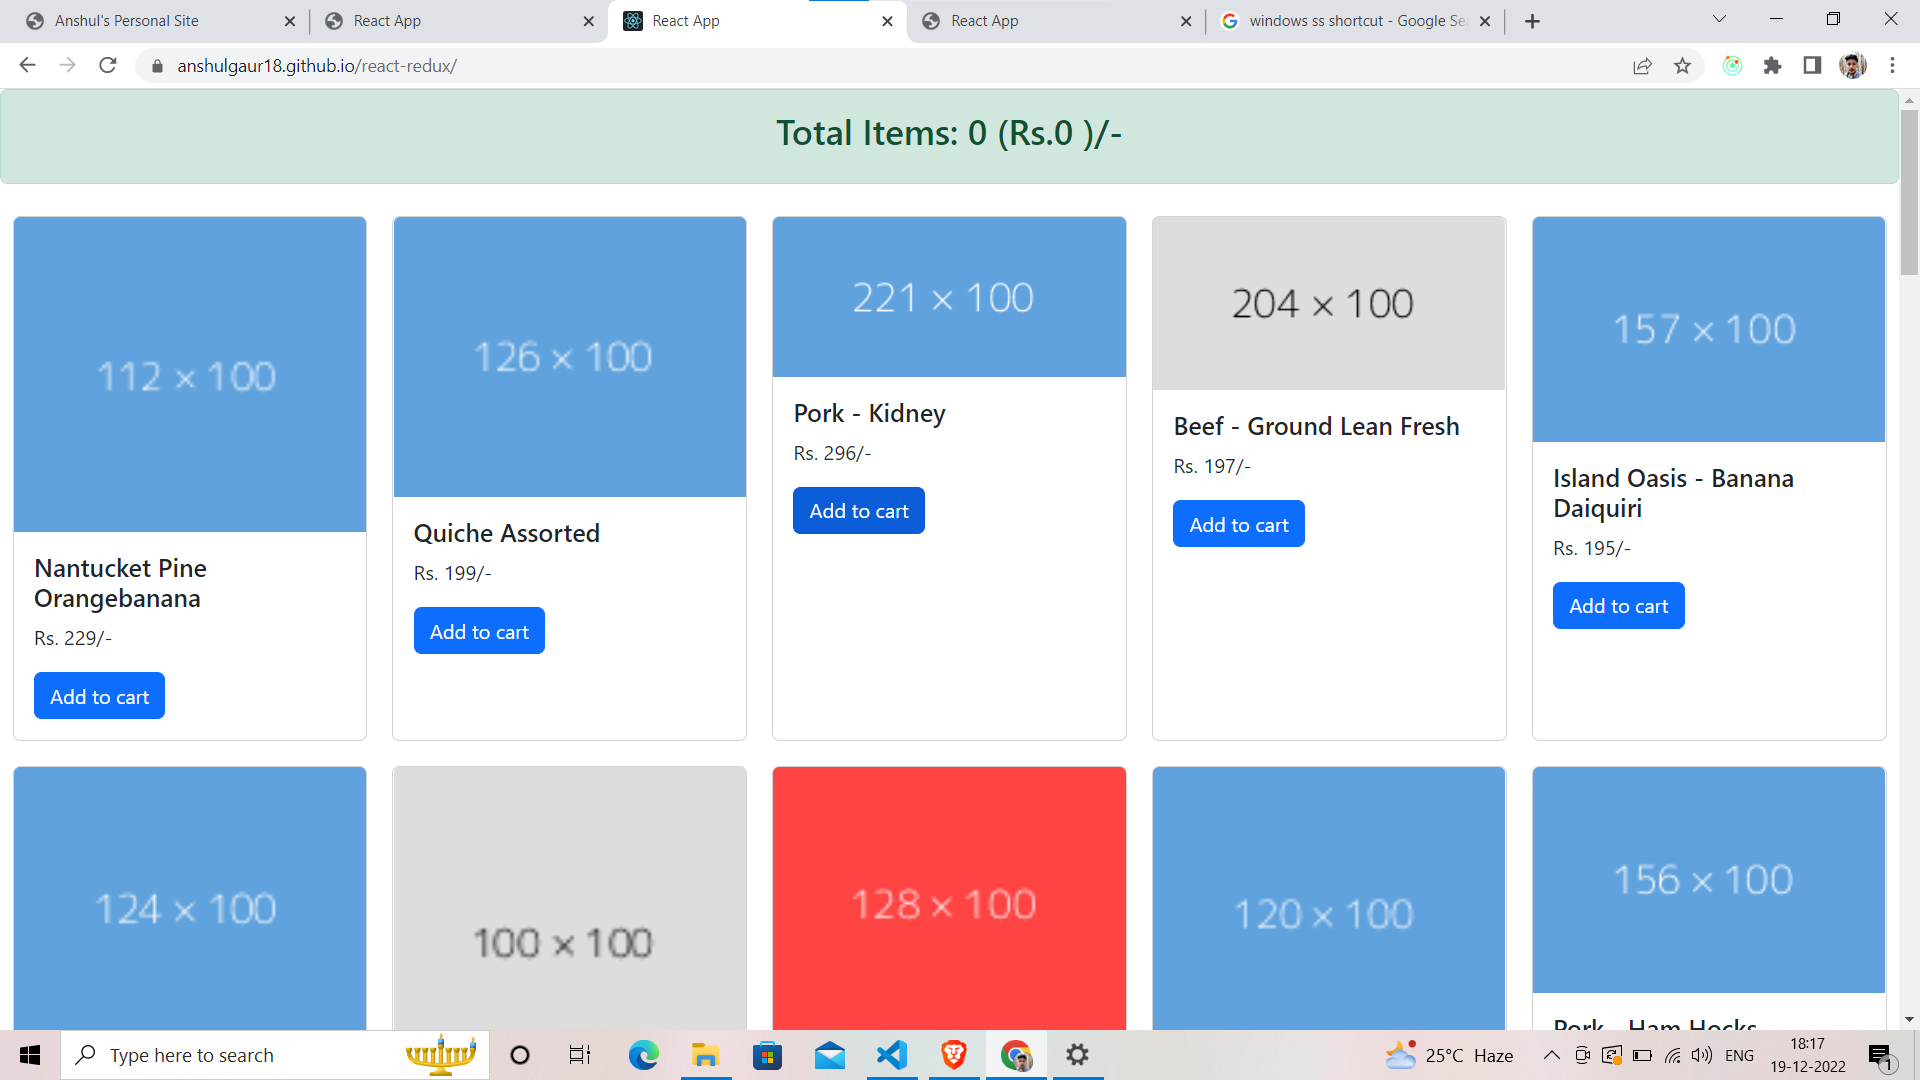 Anshul's Personal Site
React App
React App
React App
windows ss shortcut - Google Se
anshulgaur18.github.io/react-redux/
Total Items: 0 (Rs.0 )/-
112 × 100
Nantucket Pine
Orangebanana
Rs. 229/-
Add to cart
126 × 100
Quiche Assorted
Rs. 199/-
Add to cart
221 × 100
Pork - Kidney
Rs. 296/-
Add to cart
204 × 100
Beef - Ground Lean Fresh
Rs. 197/-
Add to cart
157 × 100
Island Oasis - Banana
Daiquiri
Rs. 195/-
Add to cart
124 × 100
100 × 100
128 × 100
120 × 100
156 × 100
Pork - Ham Hocks
Type here to search
25°C Haze
ENG
18:17
19-12-2022
1